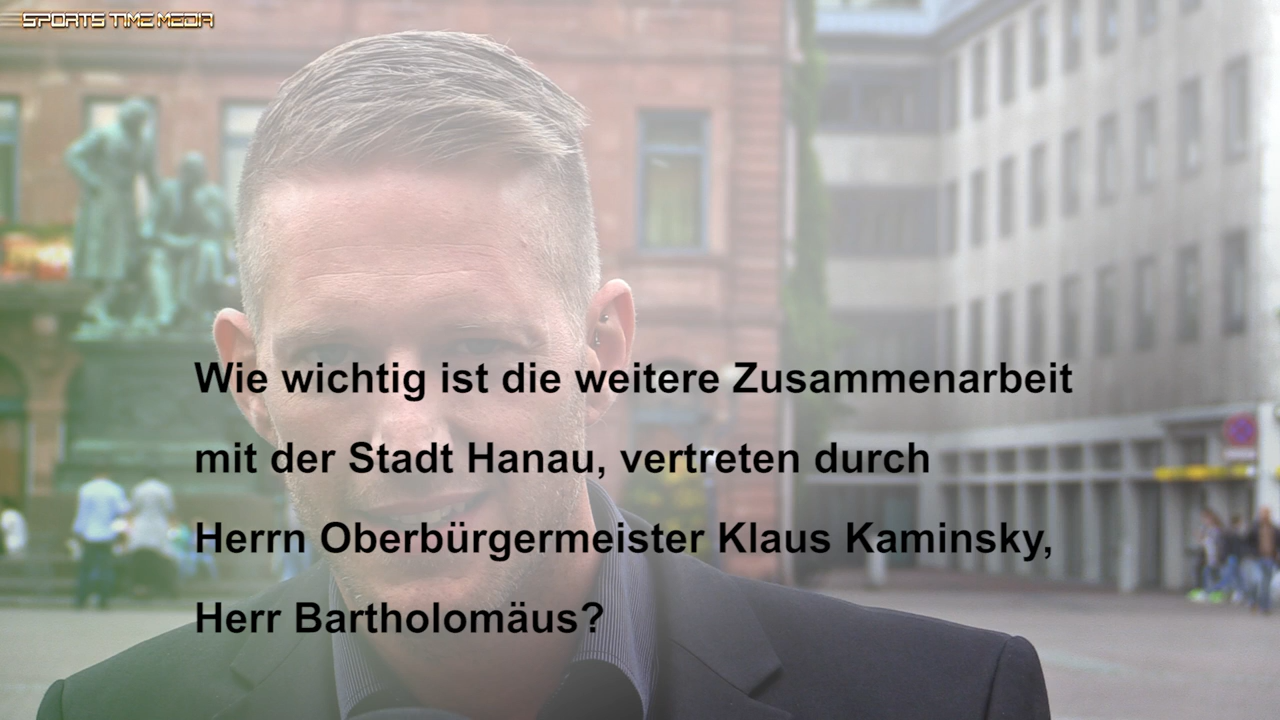 SPORTS TIME MEDIA
Wie wichtig ist die weitere Zusammenarbeit
mit der Stadt Hanau, vertreten durch
Herrn Oberbürgermeister Klaus Kaminsky,
Herr Bartholomäus?